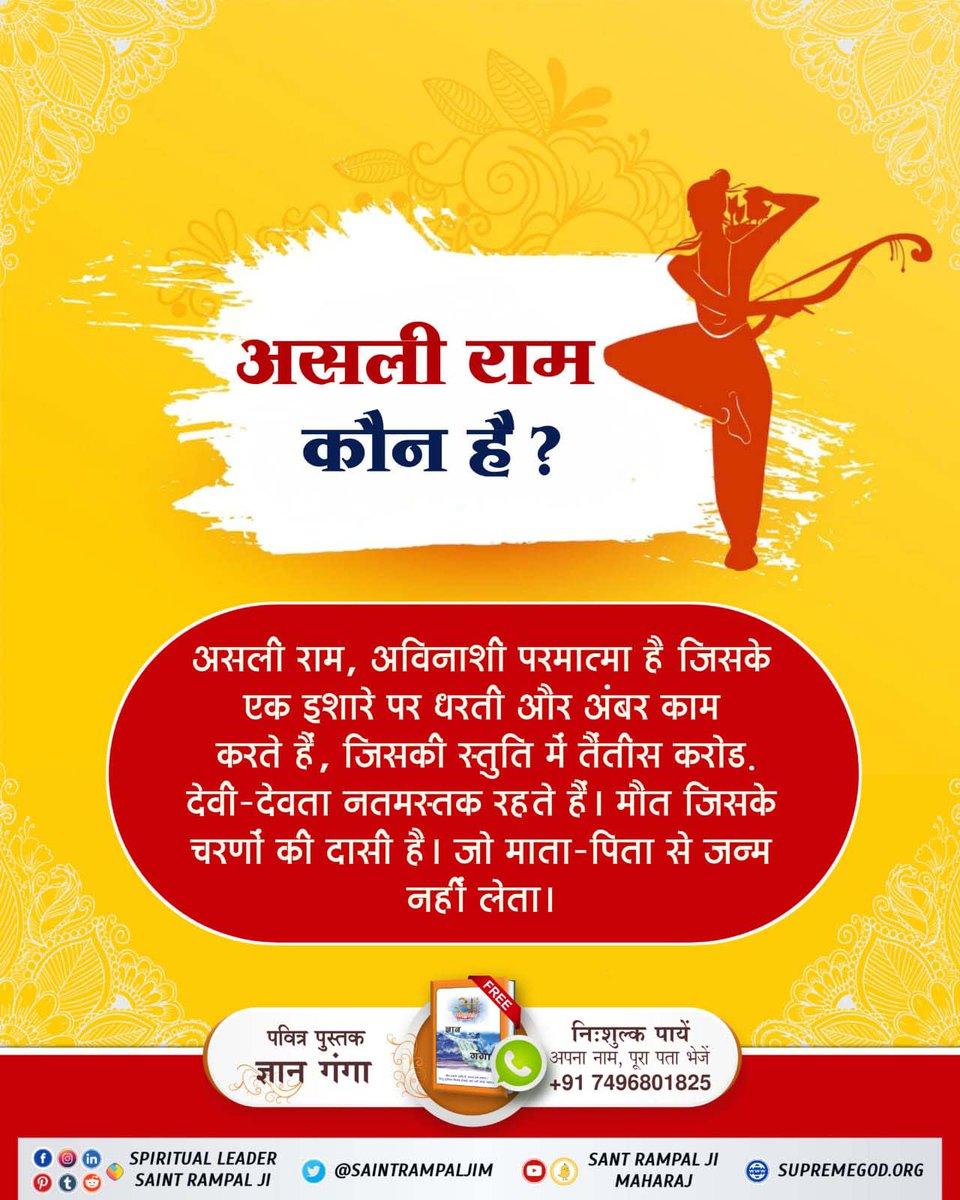 असली राम
कौन है ?
असली राम, अविनाशी परमात्मा है जिसके
एक इशारे पर धरती और अंबर काम
करते हैं, जिसकी स्तुति में तैंतीस करोड.
देवी-देवता नतमस्तक रहते हैं। मौत जिसके
चरणों की दासी है। जो माता-पिता से जन्म
नहीं लेता।
पवित्र पुस्तक
ज्ञान गंगा
FREE
ज्ञान
गंगा
निःशुल्क पायें
अपना नाम, पूरा पता भेजें
+91 7496801825
SPIRITUAL LEADER
SAINT RAMPAL JI
@SAINTRAMPALJIM
SANT RAMPAL JI
MAHARAJ
SUPREMEGOD.ORG